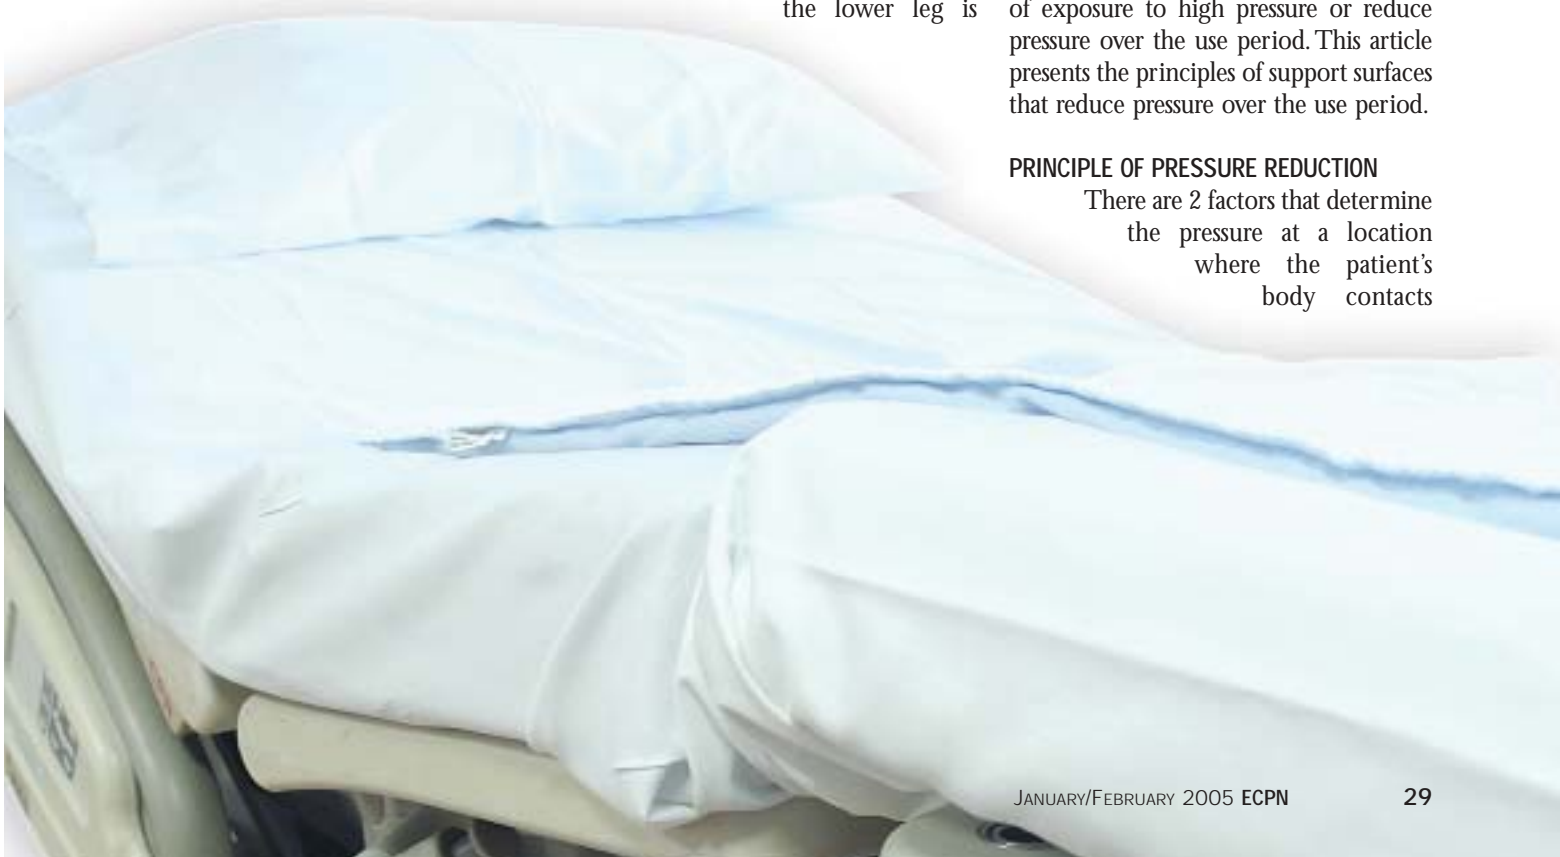 the lower leg is
of exposure to high pressure or reduce
pressure over the use period. This article
presents the principles of support surfaces
that reduce pressure over the use period.
PRINCIPLE OF PRESSURE REDUCTION
There are 2 factors that determine
the pressure at a location
where the patient's
body contacts
JANUARY/FEBRUARY 2005 ECPN 29